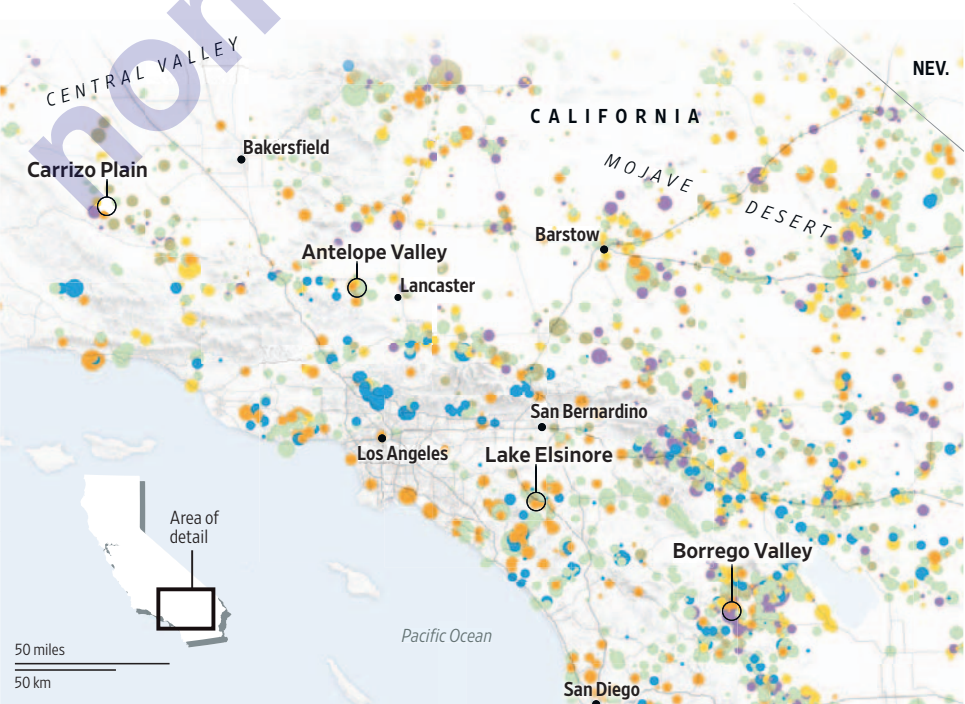 CENTRAL VALLEY
NEV.
CALIFORNIA
Bakersfield
Carrizo Plain
MOJAVE
DESERT
Barstow
Antelope Valley
Lancaster
San Bernardino
Los Angeles
Lake Elsinore
Area of
detail
Borrego Valley
Pacific Ocean
50 miles
50 km
San Diego